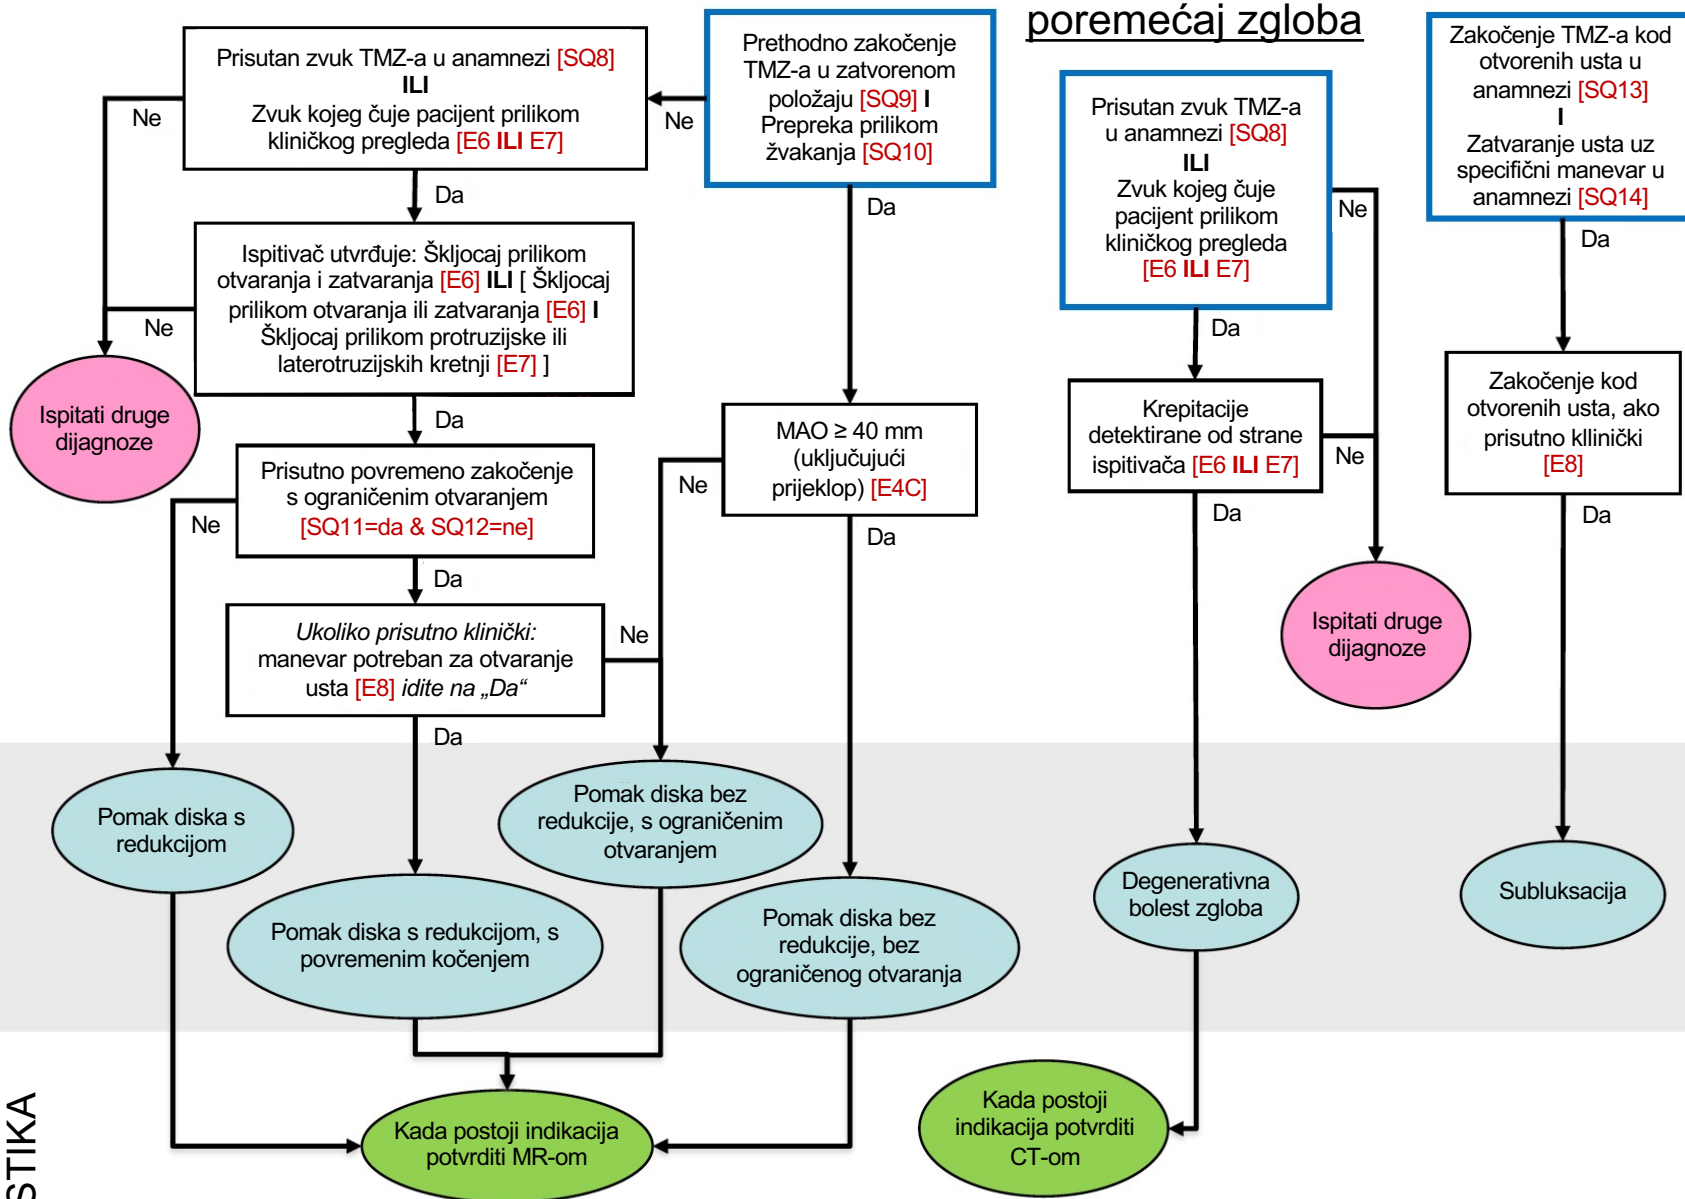 poremećaj zgloba
Prisutan zvuk TMZ-a u anamnezi [SQ8]
ILI
Zvuk kojeg čuje pacijent prilikom
kliničkog pregleda [E6 ILI E7]
Ne
Da
Prethodno zakočenje
TMZ-a u zatvorenom
položaju [SQ9] I
Prepreka prilikom
žvakanja [SQ10]
Ne
Da
Prisutan zvuk TMZ-a
u anamnezi [SQ8]
ILI
Zvuk kojeg čuje
pacijent prilikom
kliničkog pregleda
[E6 ILI E7]
Ne
Da
Zakočenje TMZ-a kod
otvorenih usta u
anamnezi [SQ13]
I
Zatvaranje usta uz
specifični manevar u
anamnezi [SQ14]
Da
Ispitivač utvrđuje: Škljocaj prilikom
otvaranja i zatvaranja [E6] ILI [ Škljocaj
prilikom otvaranja ili zatvaranja [E6] I
Škljocaj prilikom protruzijske ili
laterotruzijskih kretnji [E7] ]
Ne
Da
Ispitati druge
dijagnoze
Prisutno povremeno zakočenje
s ograničenim otvaranjem
[SQ11=da & SQ12=ne]
Ne
Da
MAO ≥ 40 mm
(uključujući
prijeklop) [E4C]
Ne
Da
Krepitacije
detektirane od strane
ispitivača [E6 ILI E7]
Ne
Da
Zakočenje kod
otvorenih usta, ako
prisutno kllinički
[E8]
Da
Ukoliko prisutno klinički:
manevar potreban za otvaranje
usta [E8] idite na „Da“
Ne
Da
Ispitati druge
dijagnoze
Pomak diska s
redukcijom
Pomak diska bez
redukcije, s ograničenim
otvaranjem
Pomak diska s redukcijom, s
povremenim kočenjem
Pomak diska bez
redukcije, bez
ograničenog otvaranja
Degenerativna
bolest zgloba
Subluksacija
Kada postoji indikacija
potvrditi MR-om
Kada postoji
indikacija potvrditi
CT-om
STIKA